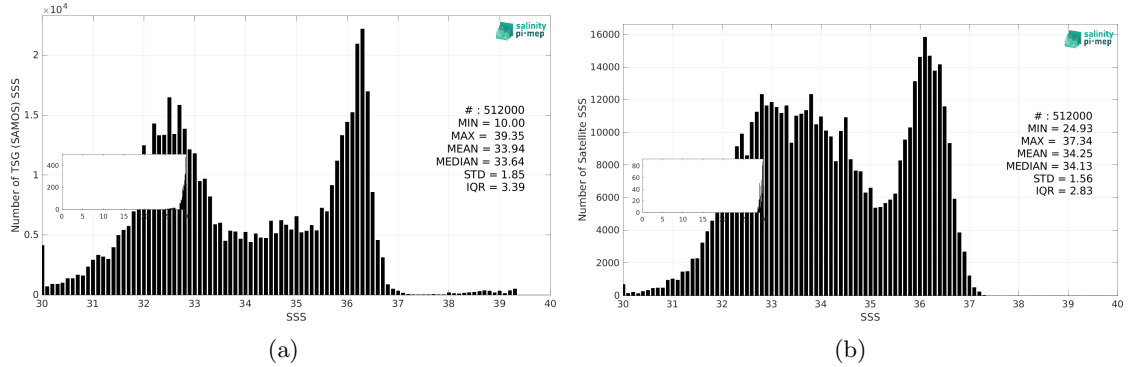 ×10⁴
salinity
pi-mep
2
1.5
1
0.5
0
Number of TSG (SAMOS) SSS
# : 512000
MIN = 10.00
MAX = 39.35
MEAN = 33.94
MEDIAN = 33.64
STD = 1.85
IQR = 3.39
400
200
0
0 5 10 15
30 31 32 33 34 35 36 37 38 39 40
SSS
(a)
salinity
pi-mep
16000
14000
12000
10000
8000
6000
4000
2000
0
Number of Satellite SSS
# : 512000
MIN = 24.93
MAX = 37.34
MEAN = 34.25
MEDIAN = 34.13
STD = 1.56
IQR = 2.83
80
60
40
20
0
0 5 10 15
30 31 32 33 34 35 36 37 38 39 40
SSS
(b)